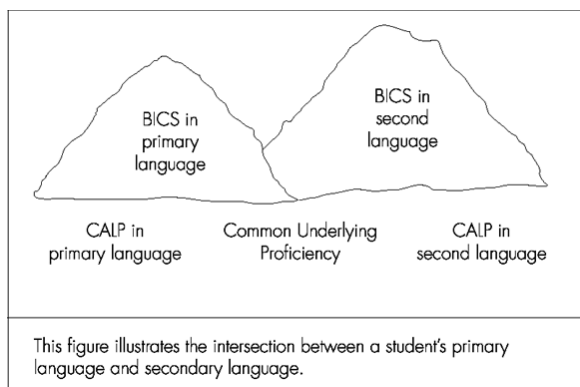 BICS in
primary
language
BICS in
second
language
CALP in
primary language
Common Underlying
Proficiency
CALP in
second language
This figure illustrates the intersection between a student's primary
language and secondary language.